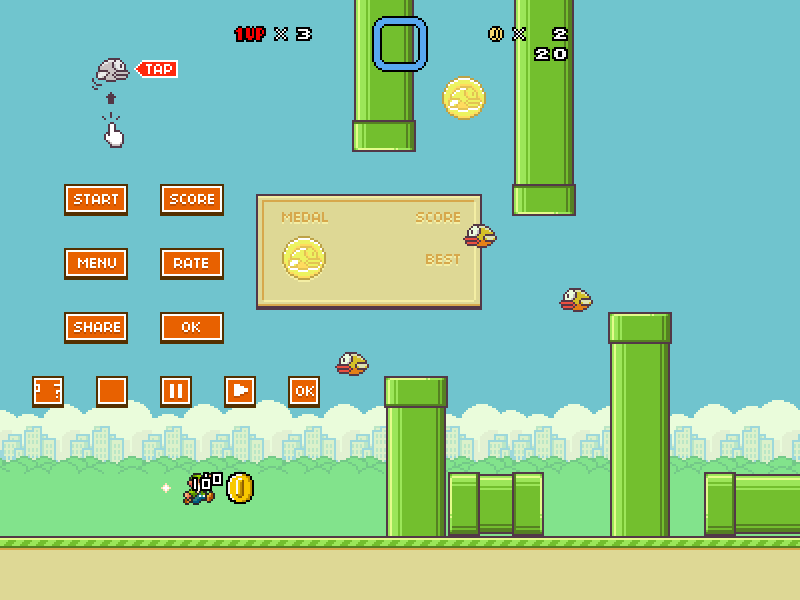 1UP X 3
X 2
20
TAP
START SCORE
MEDAL SCORE
MENU RATE
BEST
SHARE OK
OK